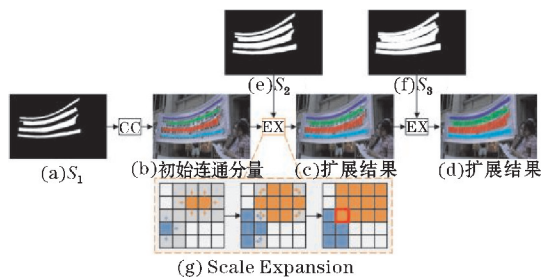 (e)S₂
(f)S₃
CC
EX
EX
(a)S₁
(b)初始连通分量
(c)扩展结果
(d)扩展结果
(g) Scale Expansion